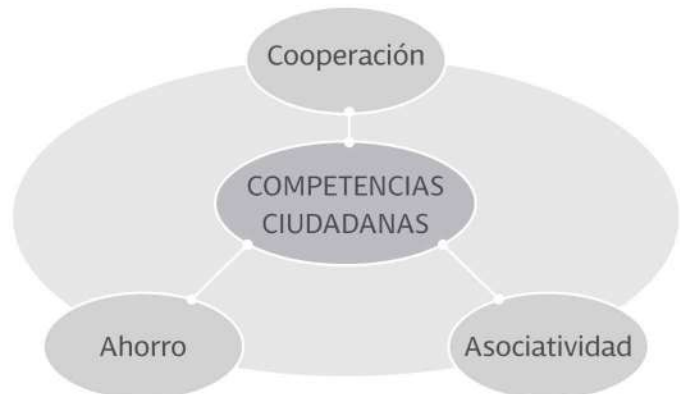 Cooperación
COMPETENCIAS
CIUDADANAS
Ahorro
Asociatividad